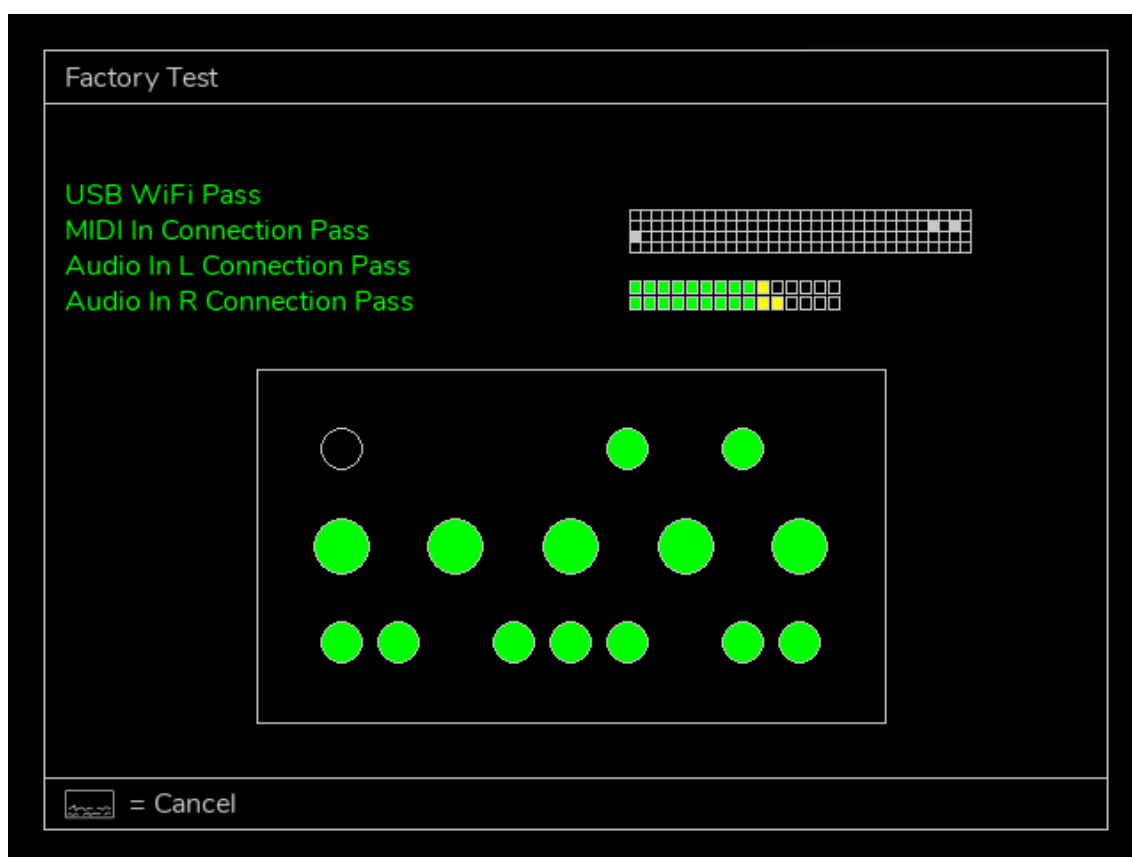 Factory Test
USB WiFi Pass
MIDI In Connection Pass
Audio In L Connection Pass
Audio In R Connection Pass
= Cancel